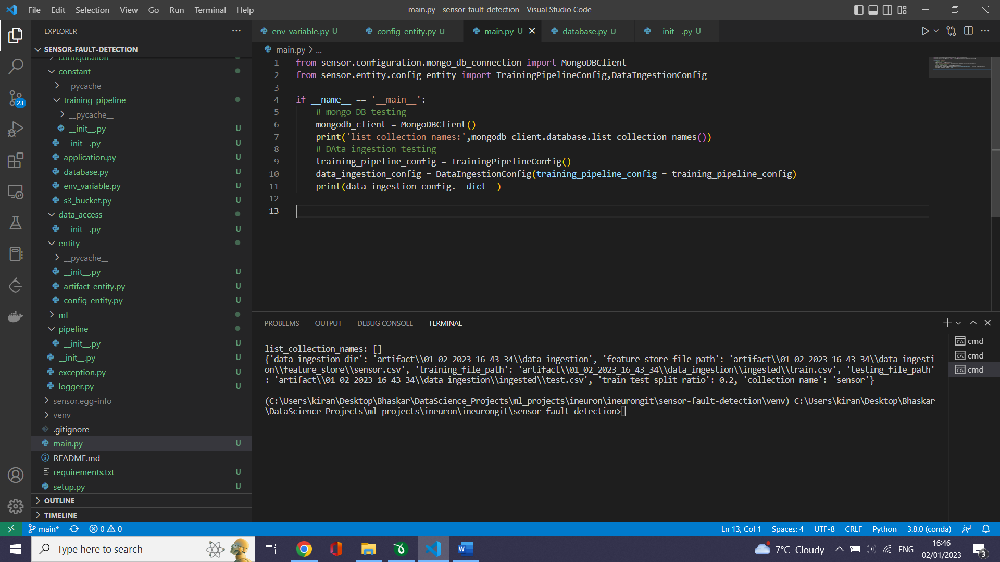 File Edit Selection View Go Run Terminal Help
main.py - sensor-fault-detection - Visual Studio Code
EXPLORER
SENSOR-FAULT-DETECTION
configuration
constant
__pycache__
training_pipeline
__pycache__
__init__.py U
__init__.py U
application.py U
database.py U
env_variable.py U
s3_bucket.py U
data_access
__init__.py U
entity
__pycache__
__init__.py U
artifact_entity.py U
config_entity.py U
ml
pipeline
__init__.py U
__init__.py U
exception.py U
logger.py U
sensor.egg-info
venv
.gitignore
main.py U
README.md
requirements.txt U
setup.py U
OUTLINE
TIMELINE
23
env_variable.py U config_entity.py U main.py U database.py U __init__.py U
main.py > ...
1 from sensor.configuration.mongo_db_connection import MongoDBClient
2 from sensor.entity.config_entity import TrainingPipelineConfig,DataIngestionConfig
3
4 if __name__ == '__main__':
5 # mongo DB testing
6 mongodb_client = MongoDBClient()
7 print('list_collection_names:',mongodb_client.database.list_collection_names())
8 # DAta ingestion testing
9 training_pipeline_config = TrainingPipelineConfig()
10 data_ingestion_config = DataIngestionConfig(training_pipeline_config = training_pipeline_config)
11 print(data_ingestion_config.__dict__)
12
13
PROBLEMS OUTPUT DEBUG CONSOLE TERMINAL
list_collection_names: []
{'data_ingestion_dir': 'artifact\\01_02_2023_16_43_34\\data_ingestion', 'feature_store_file_path': 'artifact\\01_02_2023_16_43_34\\data_ingesti
on\\feature_store\\sensor.csv', 'training_file_path': 'artifact\\01_02_2023_16_43_34\\data_ingestion\\ingested\\train.csv', 'testing_file_path'
: 'artifact\\01_02_2023_16_43_34\\data_ingestion\\ingested\\test.csv', 'train_test_split_ratio': 0.2, 'collection_name': 'sensor'}
(C:\Users\kiran\Desktop\Bhaskar\DataScience_Projects\ml_projects\ineuron\ineurongit\sensor-fault-detection\venv) C:\Users\kiran\Desktop\Bhaskar
\DataScience_Projects\ml_projects\ineuron\ineurongit\sensor-fault-detection>
cmd
cmd
cmd
main* 0 0 Ln 13, Col 1 Spaces: 4 UTF-8 CRLF Python 3.8.0 (conda)
Type here to search
7°C Cloudy ENG
16:46
02/01/2023
3